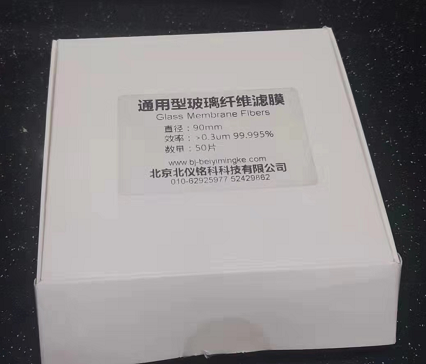 通用型玻璃纤维滤膜
Glass Membrane Fibers
直径：90mm
效率：>0.3um 99.995%
数量：50片
www.bj-beiyimingke.com
北京北仪铭科科技有限公司
010-82925977 52429882